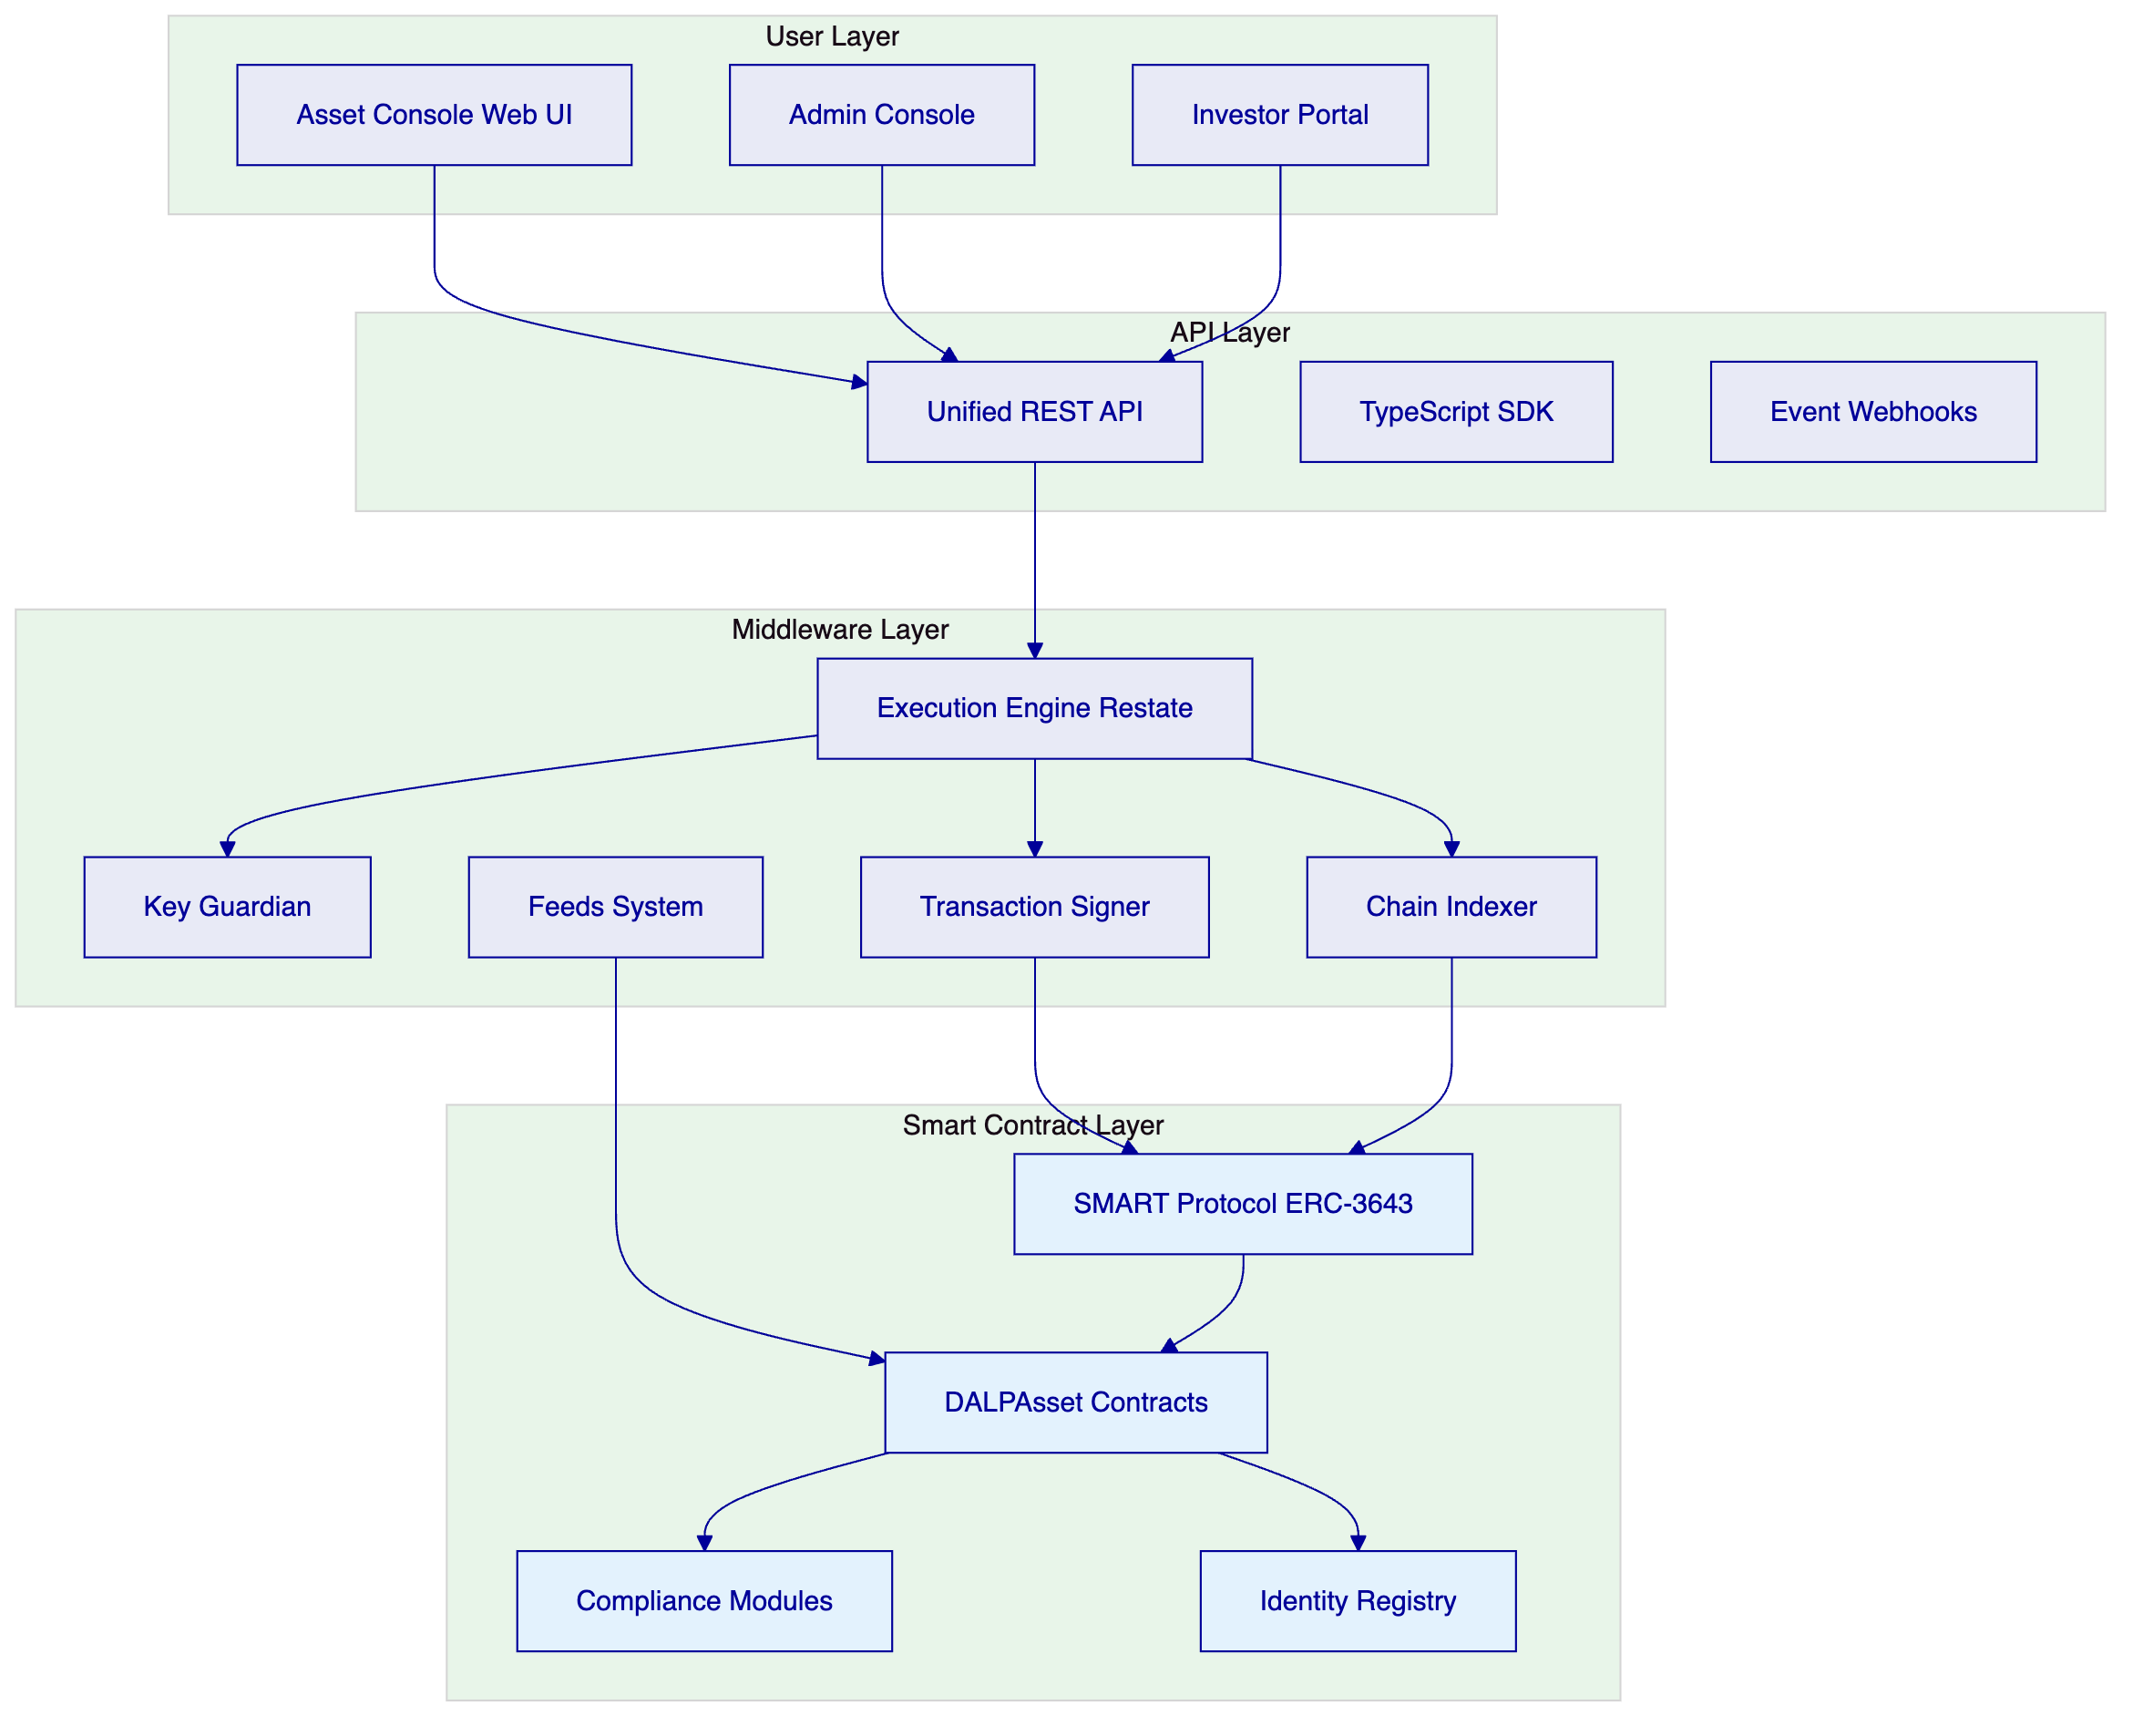 User Layer
Asset Console Web UI
Admin Console
Investor Portal
API Layer
Unified REST API
TypeScript SDK
Event Webhooks
Middleware Layer
Execution Engine Restate
Key Guardian
Feeds System
Transaction Signer
Chain Indexer
Smart Contract Layer
SMART Protocol ERC-3643
DALPAsset Contracts
Compliance Modules
Identity Registry